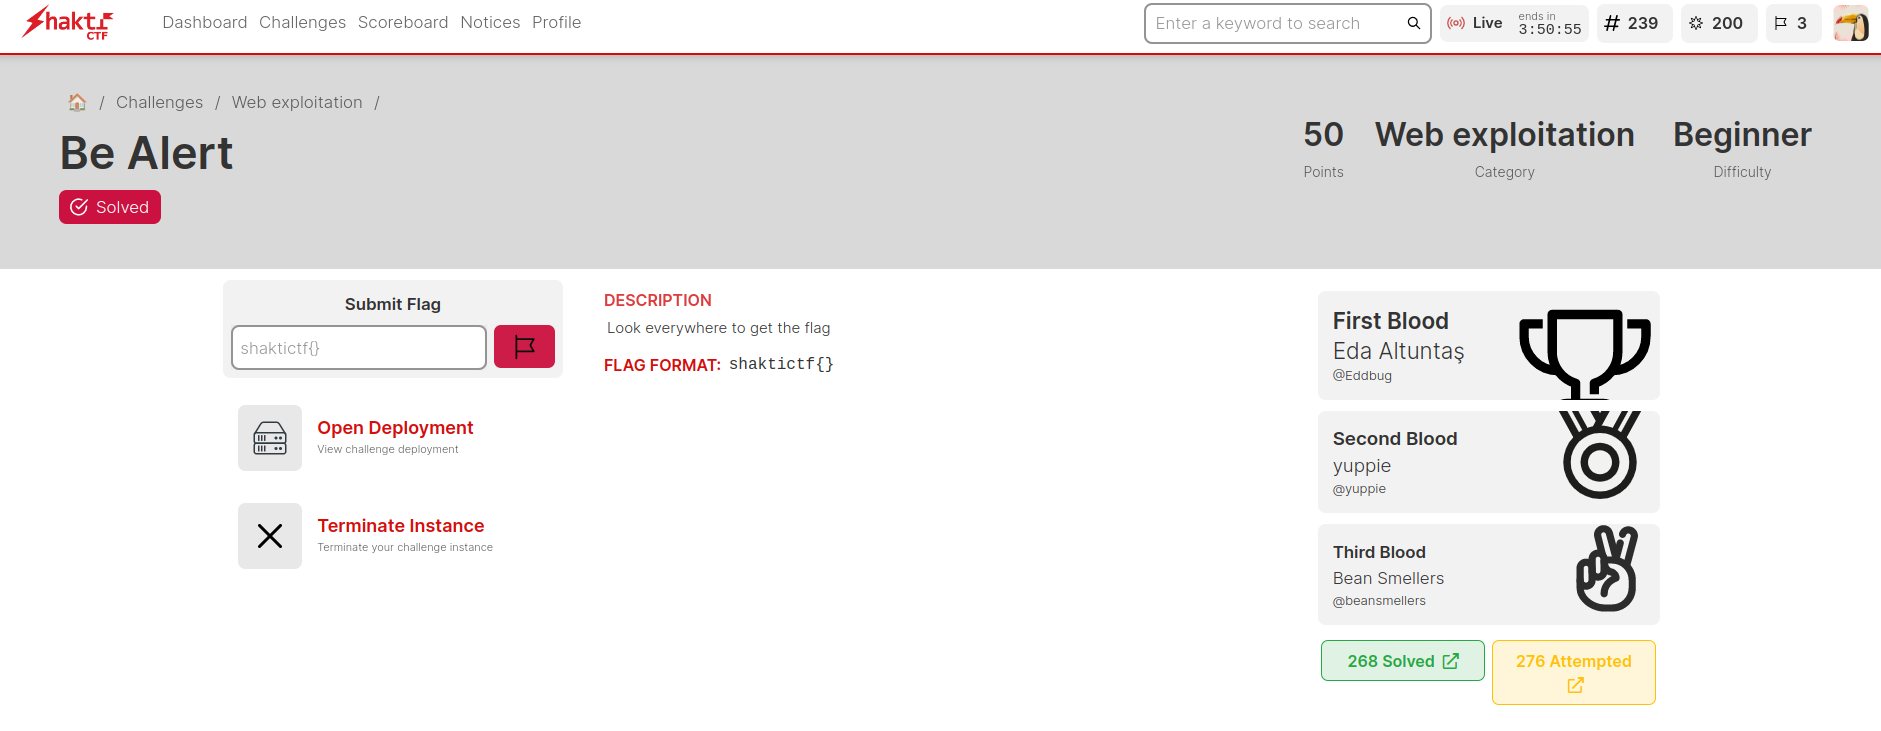 Shakti
CTF
Dashboard Challenges Scoreboard Notices Profile
Enter a keyword to search
Live
ends in
3:50:55
# 239
200
3
/ Challenges / Web exploitation /
Be Alert
Solved
50
Points
Web exploitation
Category
Beginner
Difficulty
Submit Flag
shaktictf{}
Open Deployment
View challenge deployment
Terminate Instance
Terminate your challenge instance
DESCRIPTION
Look everywhere to get the flag
FLAG FORMAT: shaktictf{}
First Blood
Eda Altuntaş
@Eddbug
Second Blood
yuppie
@yuppie
Third Blood
Bean Smellers
@beansmellers
268 Solved
276 Attempted